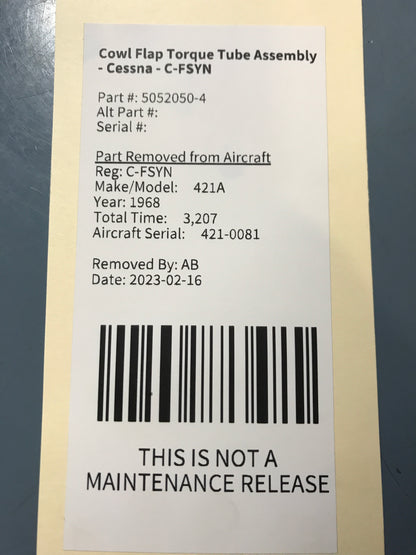 Cowl Flap Torque Tube Assembly
- Cessna - C-FSYN
Part #: 5052050-4
Alt Part #:
Serial #:
Part Removed from Aircraft
Reg: C-FSYN
Make/Model: 421A
Year: 1968
Total Time: 3,207
Aircraft Serial: 421-0081
Removed By: AB
Date: 2023-02-16
THIS IS NOT A
MAINTENANCE RELEASE